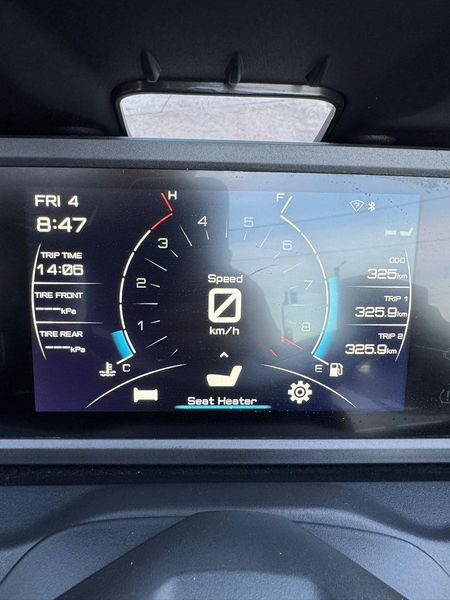 FRI 4
8:47
TRIP TIME
14:06
TIRE FRONT
---kPa
TIRE REAR
---kPa
H
F
1
2
3
4
5
6
7
8
C
E
Speed
0
km/h
Seat Heater
ODO
325km
TRIP 1
325.9km
TRIP 2
325.9km